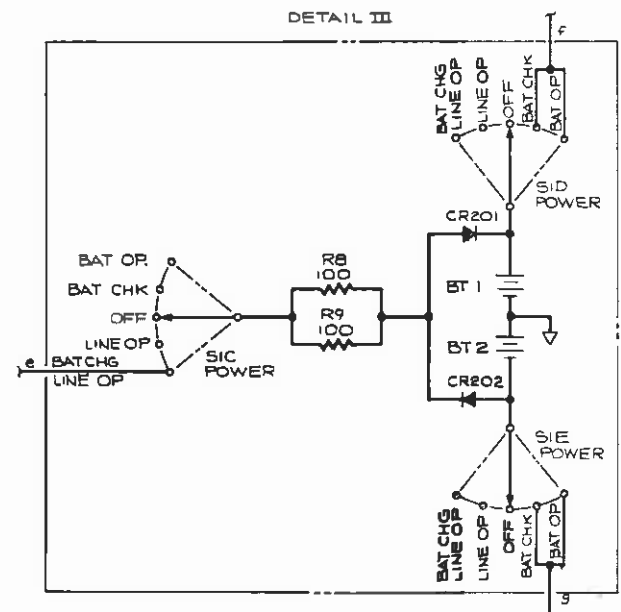 DETAIL III
f
BAT CHG
LINE OP
LINE OP
OFF
BAT CHK
BAT OP
S1D
POWER
CR201
BAT OP.
BAT CHK
OFF
LINE OP
e
BAT CHG
LINE OP
S1C
POWER
R8
100
R9
100
BT 1
BT 2
CR202
S1E
POWER
BAT CHG
LINE OP
LINE OP
OFF
BAT CHK
BAT OP
g